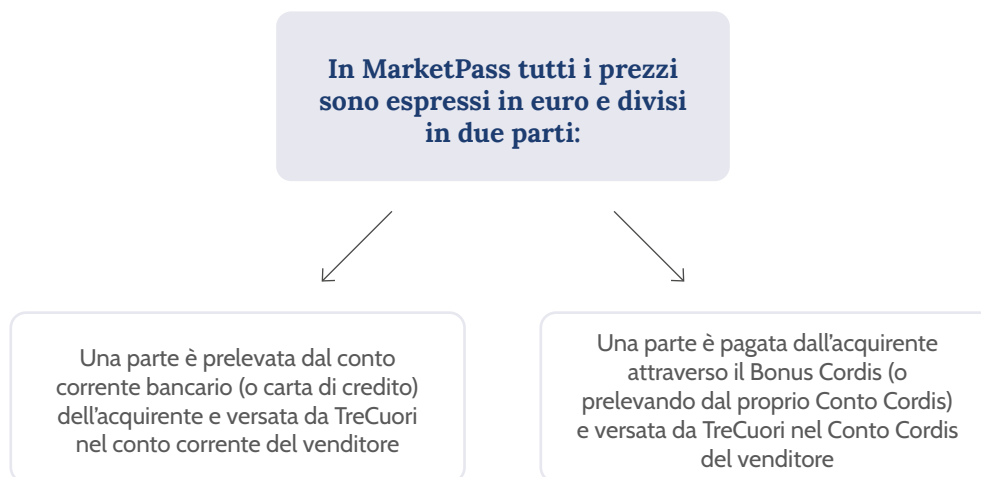 In MarketPass tutti i prezzi
sono espressi in euro e divisi
in due parti:
Una parte è prelevata dal conto
corrente bancario (o carta di credito)
dell’acquirente e versata da TreCuori
nel conto corrente del venditore
Una parte è pagata dall’acquirente
attraverso il Bonus Cordis (o
prelevando dal proprio Conto Cordis)
e versata da TreCuori nel Conto Cordis
del venditore